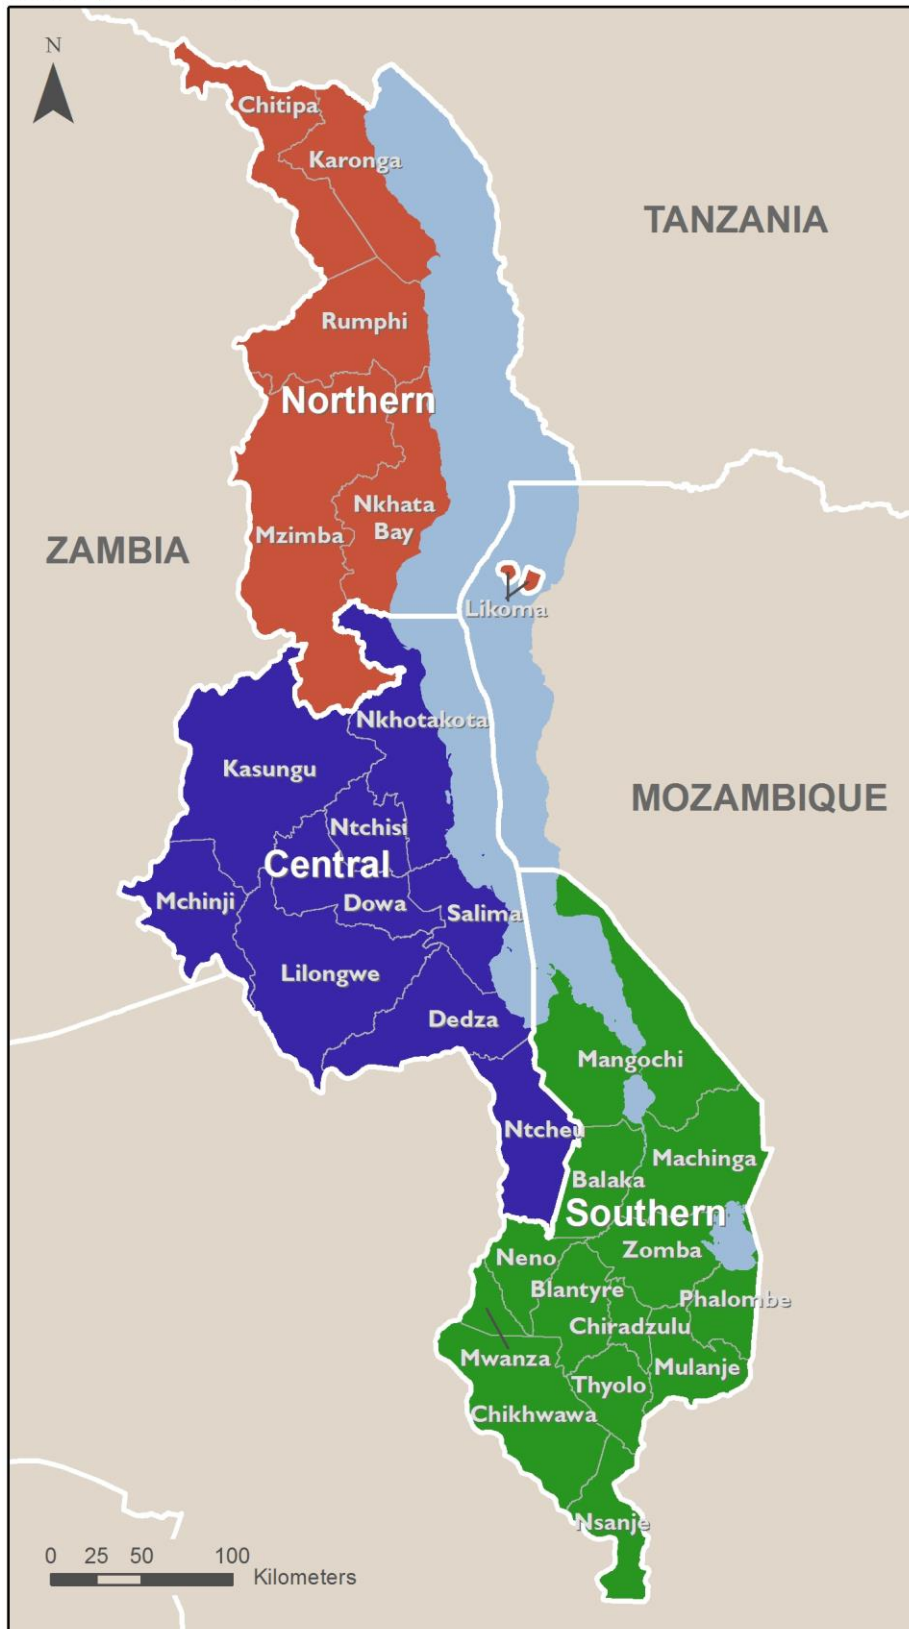 N
Chitipa
Karonga
TANZANIA
Rumphi
Northern
Nkhata
Bay
Mzimba
ZAMBIA
Likoma
Nkhotakota
Kasungu
MOZAMBIQUE
Ntchisi
Central
Mchinji
Dowa
Salima
Lilongwe
Dedza
Mangochi
Ntcheu
Machinga
Balaka
Southern
Zomba
Neno
Blantyre
Phalombe
Chiradzulu
Mwanza
Mulanje
Thyolo
Chikhwawa
Nsanje
0 25 50 100
Kilometers